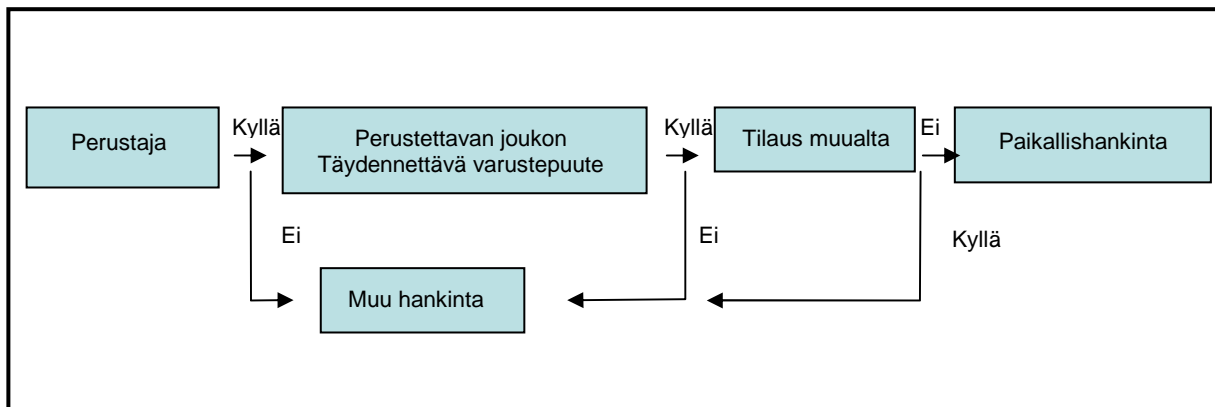 Perustaja
Kyllä
Perustettavan joukon
Täydennettävä varustepuute
Kyllä
Tilaus muualta
Ei
Paikallishankinta
Ei
Ei
Kyllä
Muu hankinta